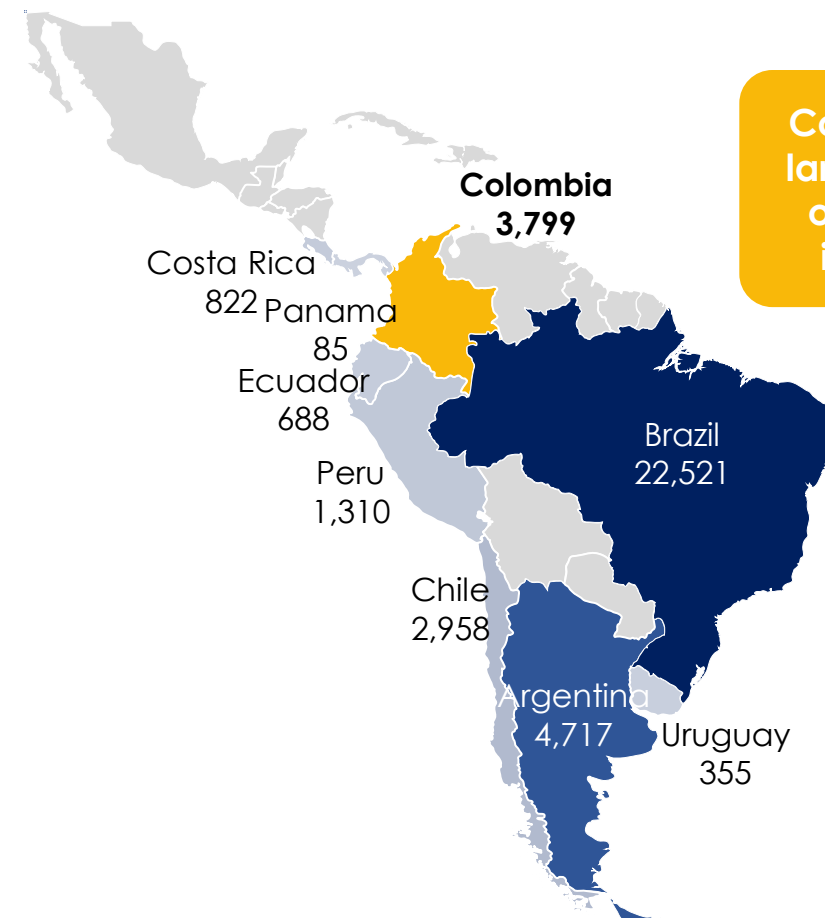 Colombia
3,799
Costa Rica
822
Panama
85
Ecuador
688
Peru
1,310
Brazil
22,521
Chile
2,958
Argentina
4,717
Uruguay
355